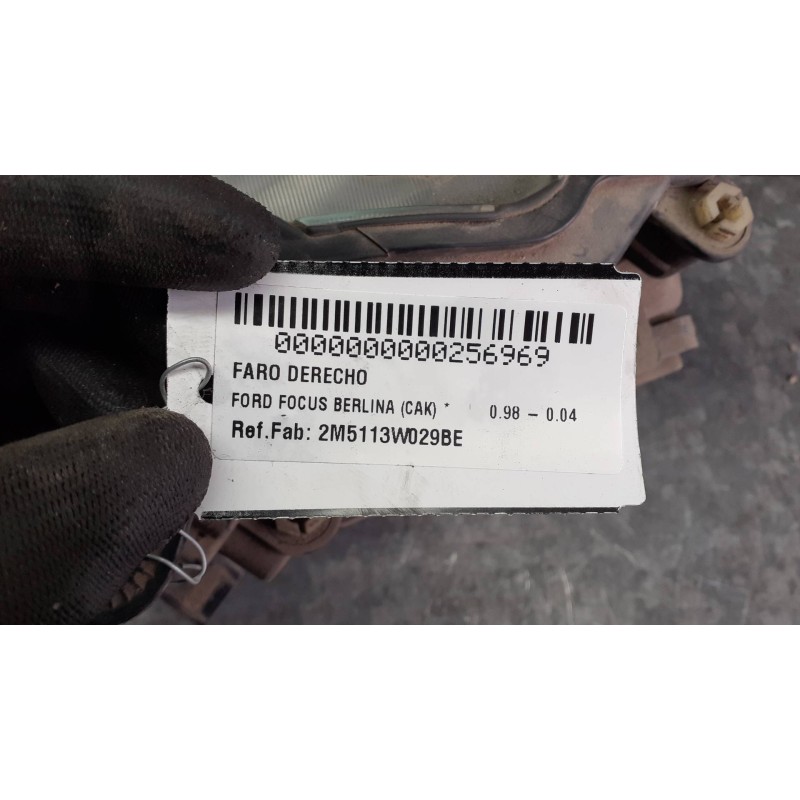 0000000000256969
FARO DERECHO
FORD FOCUS BERLINA (CAK) * 0.98 - 0.04
Ref.Fab: 2M5113W029BE